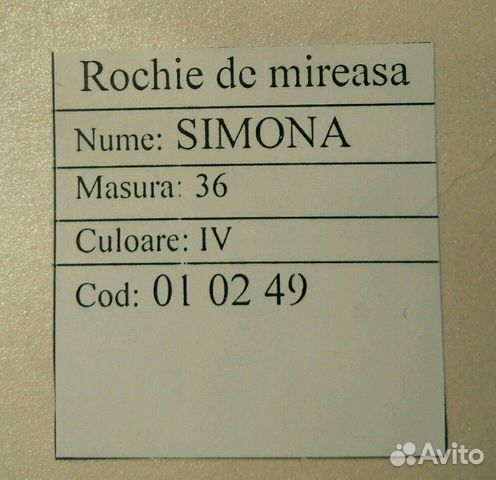 Rochie de mireasa
Nume: SIMONA
Masura: 36
Culoare: IV
Cod: 01 02 49
Avito